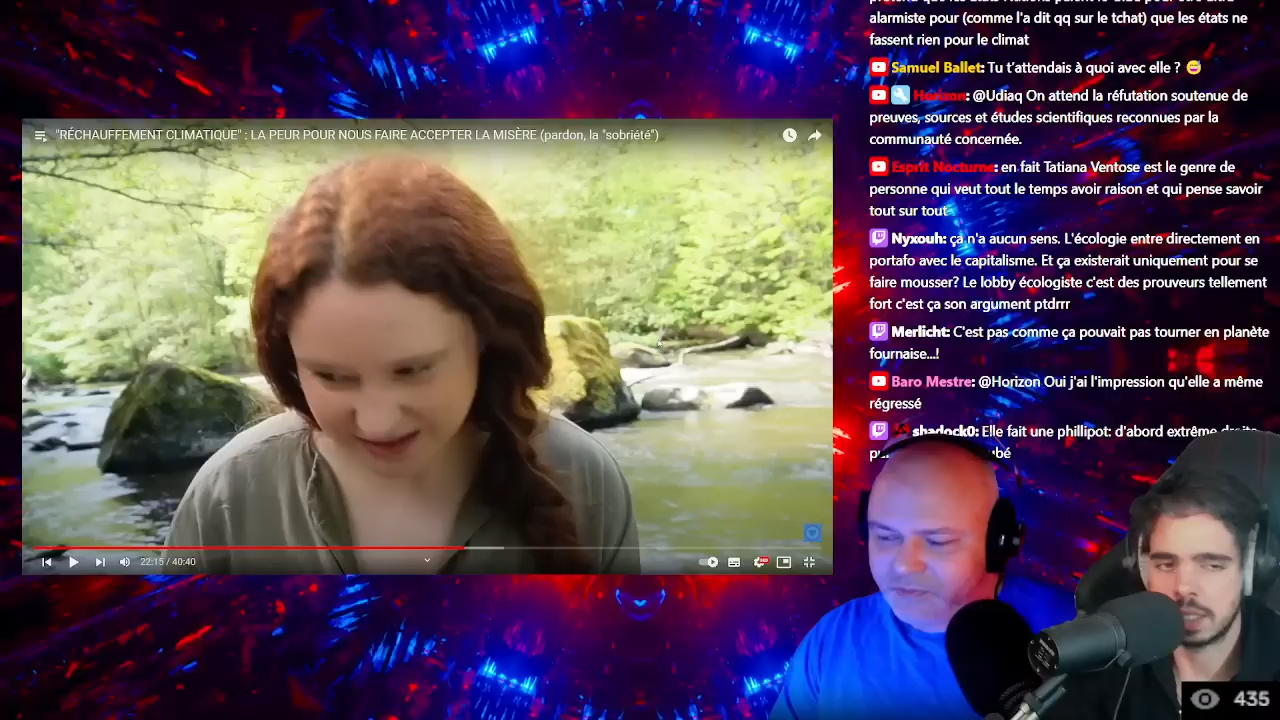 "RÉCHAUFFEMENT CLIMATIQUE" : LA PEUR POUR NOUS FAIRE ACCEPTER LA MISÈRE (pardon, la "sobriété")
22:15 / 40:40
alarmiste pour (comme l'a dit qq sur le tchat) que les états ne
fassent rien pour le climat
Samuel Ballet: Tu t'attendais à quoi avec elle ? 😅
Horizon: @Udiaq On attend la réfutation soutenue de
preuves, sources et études scientifiques reconnues par la
communauté concernée.
Esprit Nocturne: en fait Tatiana Ventose est le genre de
personne qui veut tout le temps avoir raison et qui pense savoir
tout sur tout
Nyxouh: ça n'a aucun sens. L'écologie entre directement en
portafo avec le capitalisme. Et ça existerait uniquement pour se
faire mousser? Le lobby écologiste c'est des prouveurs tellement
fort c'est ça son argument ptdrrr
Merlicht: C'est pas comme ça pouvait pas tourner en planète
fournaise...!
Baro Mestre: @Horizon Oui j'ai l'impression qu'elle a même
régressé
shadock0: Elle fait une phillipot: d'abord extrême droite
435